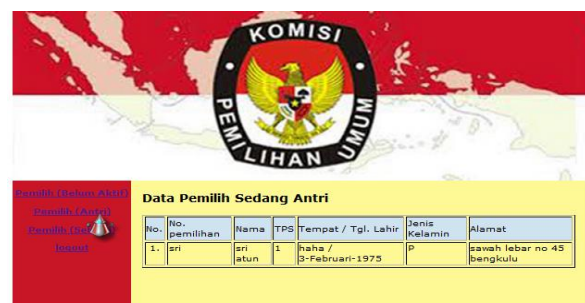 KOMISI
PEMILIHAN UMUM
Pemilih (Belum Aktif)
Pemilih (Antri)
Pemilih
logout
Data Pemilih Sedang Antri
No. No. pemilihan Nama TPS Tempat / Tgl. Lahir Jenis Kelamin Alamat
1. sri sri atun 1 haha / 3-Februari-1975 P sawah lebar no 45 bengkulu